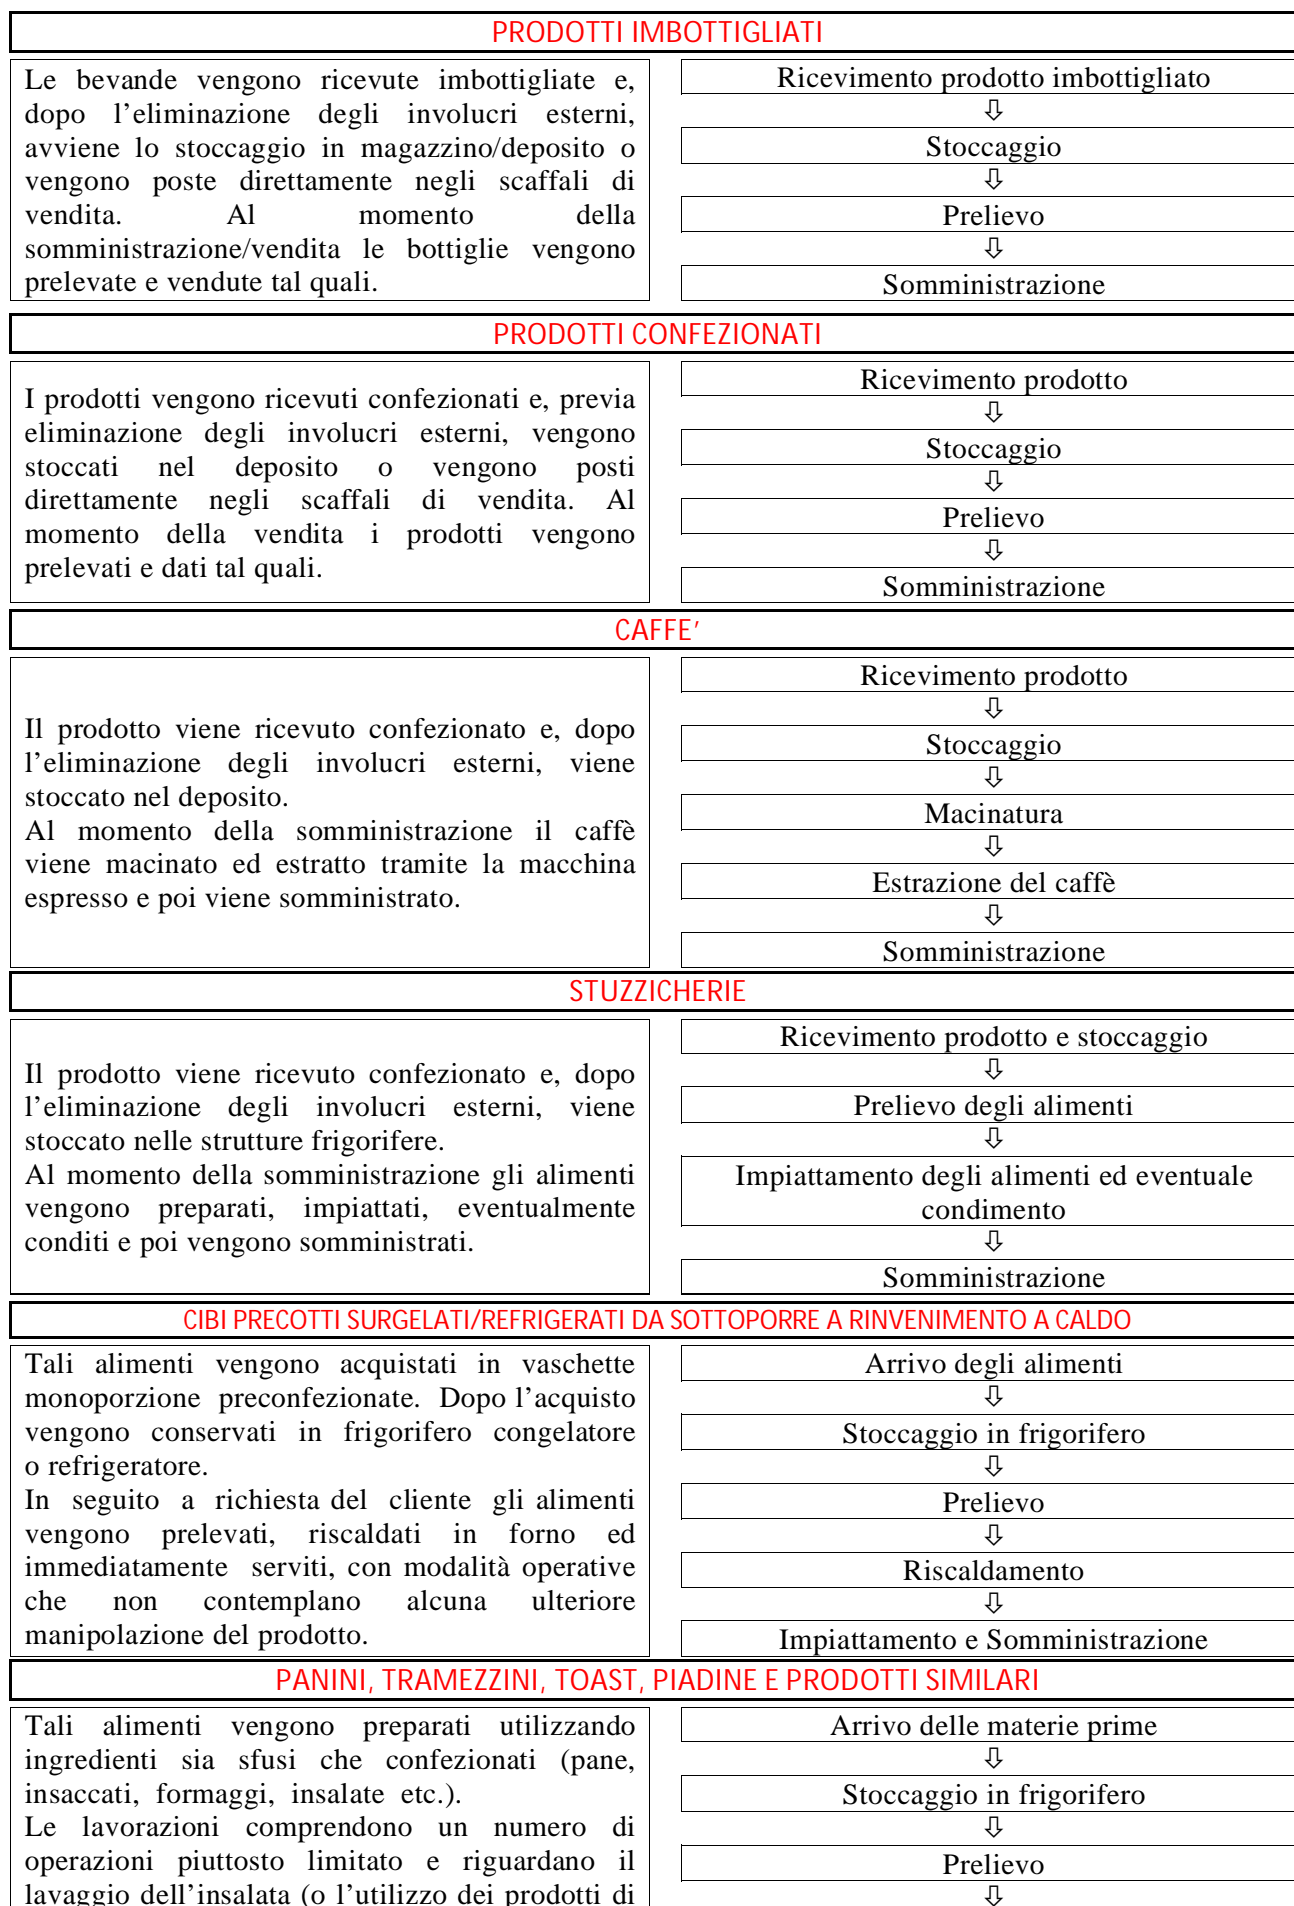 PRODOTTI IMBOTTIGLIATI
Le bevande vengono ricevute imbottigliate e,
dopo l’eliminazione degli involucri esterni,
avviene lo stoccaggio in magazzino/deposito o
vengono poste direttamente negli scaffali di
vendita. Al momento della
somministrazione/vendita le bottiglie vengono
prelevate e vendute tal quali.
Ricevimento prodotto imbottigliato
⇩
Stoccaggio
⇩
Prelievo
⇩
Somministrazione
PRODOTTI CONFEZIONATI
I prodotti vengono ricevuti confezionati e, previa
eliminazione degli involucri esterni, vengono
stoccati nel deposito o vengono posti
direttamente negli scaffali di vendita. Al
momento della vendita i prodotti vengono
prelevati e dati tal quali.
Ricevimento prodotto
⇩
Stoccaggio
⇩
Prelievo
⇩
Somministrazione
CAFFE’
Il prodotto viene ricevuto confezionato e, dopo
l’eliminazione degli involucri esterni, viene
stoccato nel deposito.
Al momento della somministrazione il caffè
viene macinato ed estratto tramite la macchina
espresso e poi viene somministrato.
Ricevimento prodotto
⇩
Stoccaggio
⇩
Macinatura
⇩
Estrazione del caffè
⇩
Somministrazione
STUZZICHERIE
Il prodotto viene ricevuto confezionato e, dopo
l’eliminazione degli involucri esterni, viene
stoccato nelle strutture frigorifere.
Al momento della somministrazione gli alimenti
vengono preparati, impiattati, eventualmente
conditi e poi vengono somministrati.
Ricevimento prodotto e stoccaggio
⇩
Prelievo degli alimenti
⇩
Impiattamento degli alimenti ed eventuale
condimento
⇩
Somministrazione
CIBI PRECOTTI SURGELATI/REFRIGERATI DA SOTTOPORRE A RINVENIMENTO A CALDO
Tali alimenti vengono acquistati in vaschette
monoporzione preconfezionate. Dopo l’acquisto
vengono conservati in frigorifero congelatore
o refrigeratore.
In seguito a richiesta del cliente gli alimenti
vengono prelevati, riscaldati in forno ed
immediatamente serviti, con modalità operative
che non contemplano alcuna ulteriore
manipolazione del prodotto.
Arrivo degli alimenti
⇩
Stoccaggio in frigorifero
⇩
Prelievo
⇩
Riscaldamento
⇩
Impiattamento e Somministrazione
PANINI, TRAMEZZINI, TOAST, PIADINE E PRODOTTI SIMILARI
Tali alimenti vengono preparati utilizzando
ingredienti sia sfusi che confezionati (pane,
insaccati, formaggi, insalate etc.).
Le lavorazioni comprendono un numero di
operazioni piuttosto limitato e riguardano il
lavaggio dell’insalata (o l’utilizzo dei prodotti di
Arrivo delle materie prime
⇩
Stoccaggio in frigorifero
⇩
Prelievo
⇩